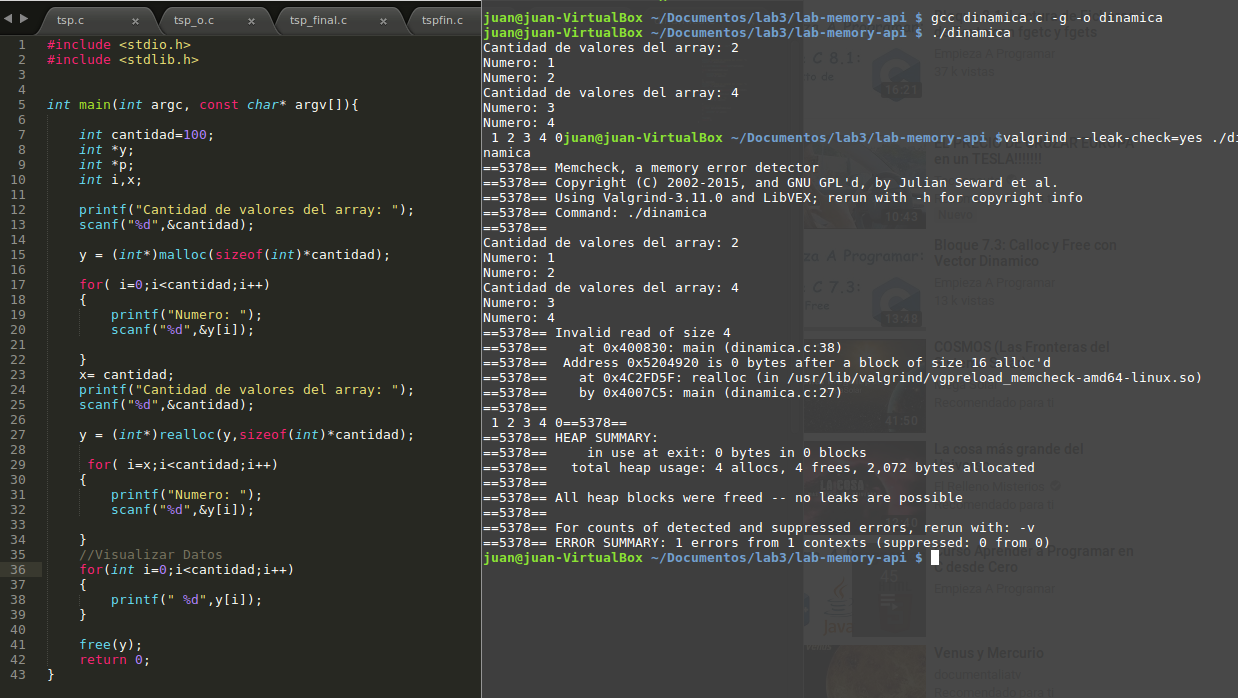 tsp.c × tsp_o.c × tsp_final.c × tspfin.c
1 #include <stdio.h>
2 #include <stdlib.h>
3
4
5 int main(int argc, const char* argv[]){
6
7 int cantidad=100;
8 int *y;
9 int *p;
10 int i,x;
11
12 printf("Cantidad de valores del array: ");
13 scanf("%d",&cantidad);
14
15 y = (int*)malloc(sizeof(int)*cantidad);
16
17 for( i=0;i<cantidad;i++)
18 {
19 printf("Numero: ");
20 scanf("%d",&y[i]);
21
22 }
23 x= cantidad;
24 printf("Cantidad de valores del array: ");
25 scanf("%d",&cantidad);
26
27 y = (int*)realloc(y,sizeof(int)*cantidad);
28
29 for( i=x;i<cantidad;i++)
30 {
31 printf("Numero: ");
32 scanf("%d",&y[i]);
33
34 }
35 //Visualizar Datos
36 for(int i=0;i<cantidad;i++)
37 {
38 printf(" %d",y[i]);
39 }
40
41 free(y);
42 return 0;
43 }
juan@juan-VirtualBox ~/Documentos/lab3/lab-memory-api $ gcc dinamica.c -g -o dinamica
juan@juan-VirtualBox ~/Documentos/lab3/lab-memory-api $ ./dinamica
Cantidad de valores del array: 2
Numero: 1
Numero: 2
Cantidad de valores del array: 4
Numero: 3
Numero: 4
1 2 3 4 0juan@juan-VirtualBox ~/Documentos/lab3/lab-memory-api $valgrind --leak-check=yes ./di
namica
==5378== Memcheck, a memory error detector
==5378== Copyright (C) 2002-2015, and GNU GPL'd, by Julian Seward et al.
==5378== Using Valgrind-3.11.0 and LibVEX; rerun with -h for copyright info
==5378== Command: ./dinamica
==5378==
Cantidad de valores del array: 2
Numero: 1
Numero: 2
Cantidad de valores del array: 4
Numero: 3
Numero: 4
==5378== Invalid read of size 4
==5378== at 0x400830: main (dinamica.c:38)
==5378== Address 0x5204920 is 0 bytes after a block of size 16 alloc'd
==5378== at 0x4C2FD5F: realloc (in /usr/lib/valgrind/vgpreload_memcheck-amd64-linux.so)
==5378== by 0x4007C5: main (dinamica.c:27)
==5378==
1 2 3 4 0==5378==
==5378== HEAP SUMMARY:
==5378== in use at exit: 0 bytes in 0 blocks
==5378== total heap usage: 4 allocs, 4 frees, 2,072 bytes allocated
==5378==
==5378== All heap blocks were freed -- no leaks are possible
==5378==
==5378== For counts of detected and suppressed errors, rerun with: -v
==5378== ERROR SUMMARY: 1 errors from 1 contexts (suppressed: 0 from 0)
juan@juan-VirtualBox ~/Documentos/lab3/lab-memory-api $
fgetc y fgets
Empieza A Programar
16:21
en un TESLA!!!!!!!
10:43
Bloque 7.3: Calloc y Free con
Vector Dinamico
Empieza A Programar
13:48
COSMOS (Las Fronteras del
Recomendado para ti
41:50
La cosa más grande del
Recomendado para ti
Aprender a Programar en
C desde Cero
Empieza A Programar
Java
Venus y Mercurio
Recomendado para ti